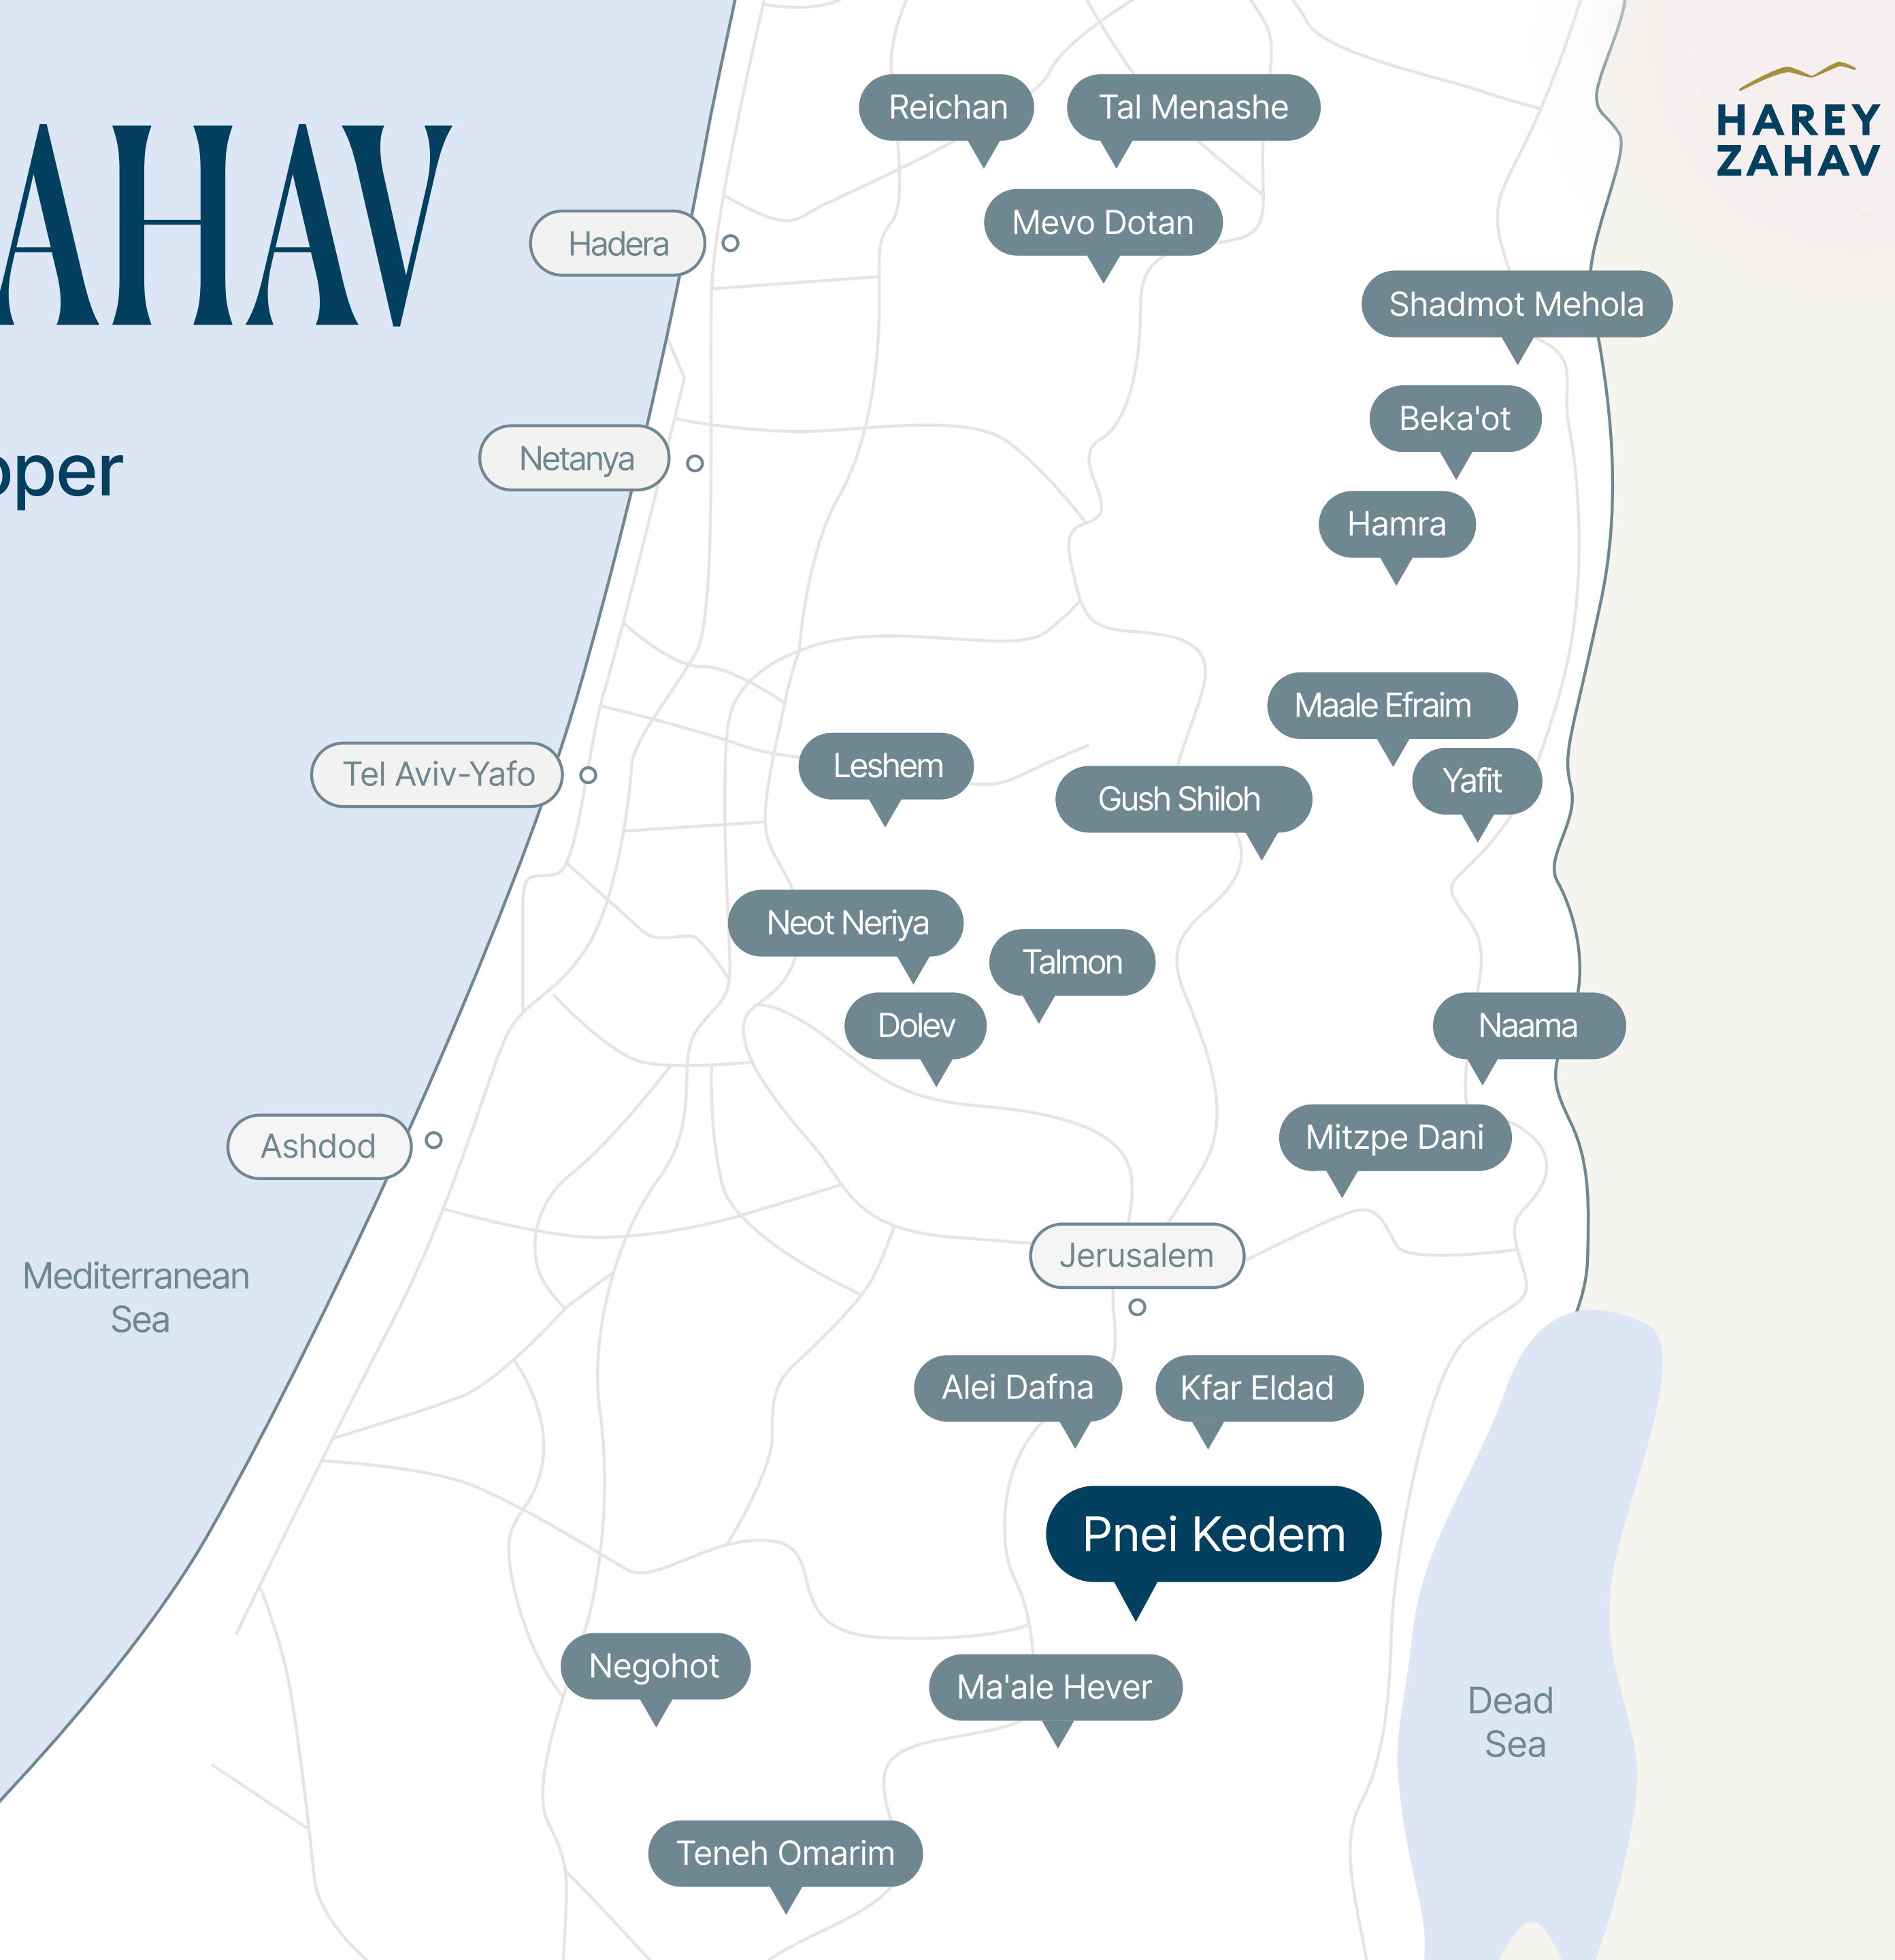 HAREY
ZAHAV
AHAV
Reichan
Tal Menashe
Mevo Dotan
Hadera
Shadmot Mehola
Beka'ot
Netanya
pper
Hamra
Maale Efraim
Leshem
Tel Aviv-Yafo
Yafit
Gush Shiloh
Neot Neriya
Talmon
Dolev
Naama
Mitzpe Dani
Ashdod
Jerusalem
Mediterranean
Sea
Alei Dafna
Kfar Eldad
Pnei Kedem
Negohot
Ma'ale Hever
Dead
Sea
Teneh Omarim